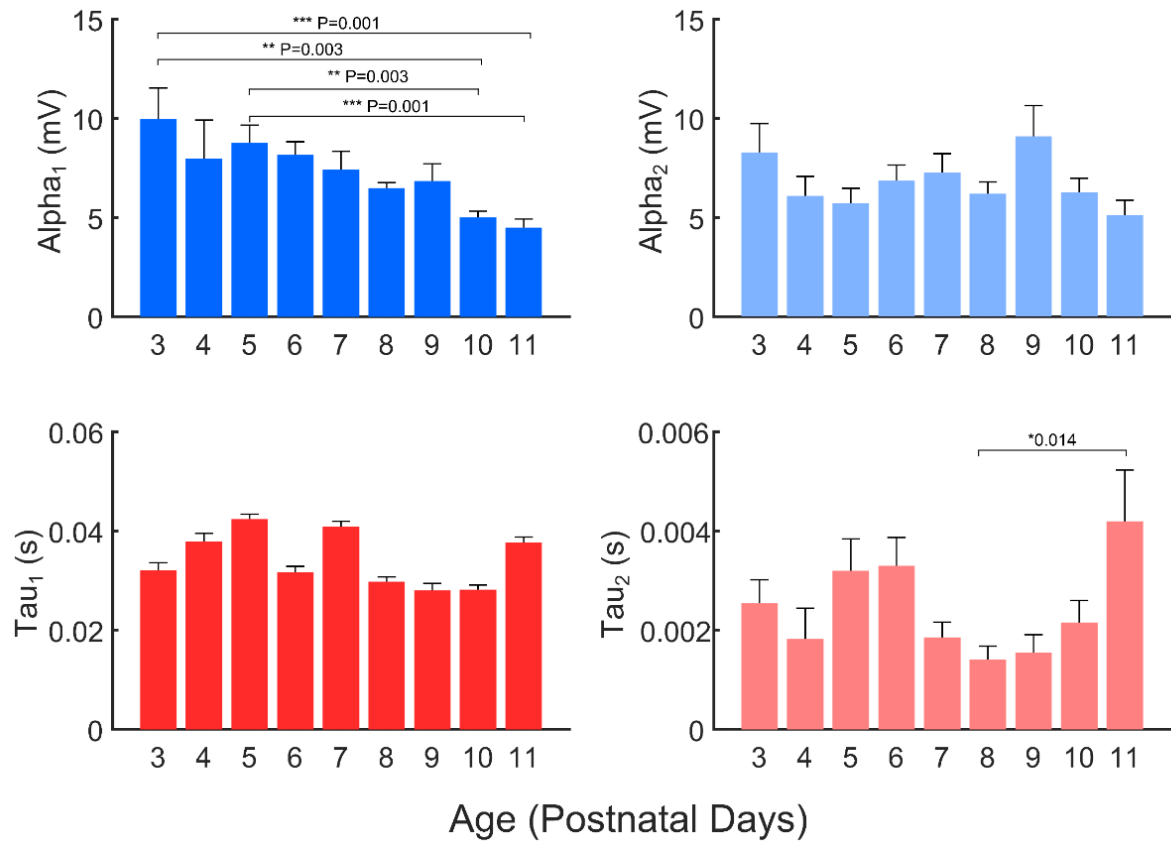 *** P=0.001
** P=0.003
** P=0.003
*** P=0.001
Alpha1 (mV)
15
10
5
0
3 4 5 6 7 8 9 10 11
Alpha2 (mV)
15
10
5
0
3 4 5 6 7 8 9 10 11
Tau1 (s)
0.06
0.04
0.02
0
3 4 5 6 7 8 9 10 11
*0.014
Tau2 (s)
0.006
0.004
0.002
0
3 4 5 6 7 8 9 10 11
Age (Postnatal Days)